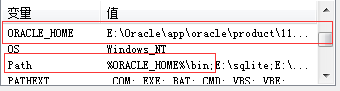 变量 值
ORACLE_HOME E:\Oracle\app\oracle\product\11...
OS Windows_NT
Path %ORACLE_HOME%\bin;E:\sqlite;E:...
PATHEXT .COM;.EXE;.BAT;.CMD;.VBS;.VBE;